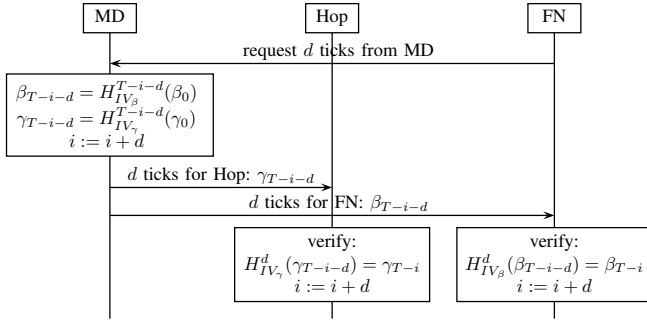 MD Hop FN
request d ticks from MD
β_{T−i−d} = H^{T−i−d}_{IV_β}(β_0)
γ_{T−i−d} = H^{T−i−d}_{IV_γ}(γ_0)
i := i + d
d ticks for Hop: γ_{T−i−d}
d ticks for FN: β_{T−i−d}
verify:
H^d_{IV_γ}(γ_{T−i−d}) = γ_{T−i}
i := i + d
verify:
H^d_{IV_β}(β_{T−i−d}) = β_{T−i}
i := i + d